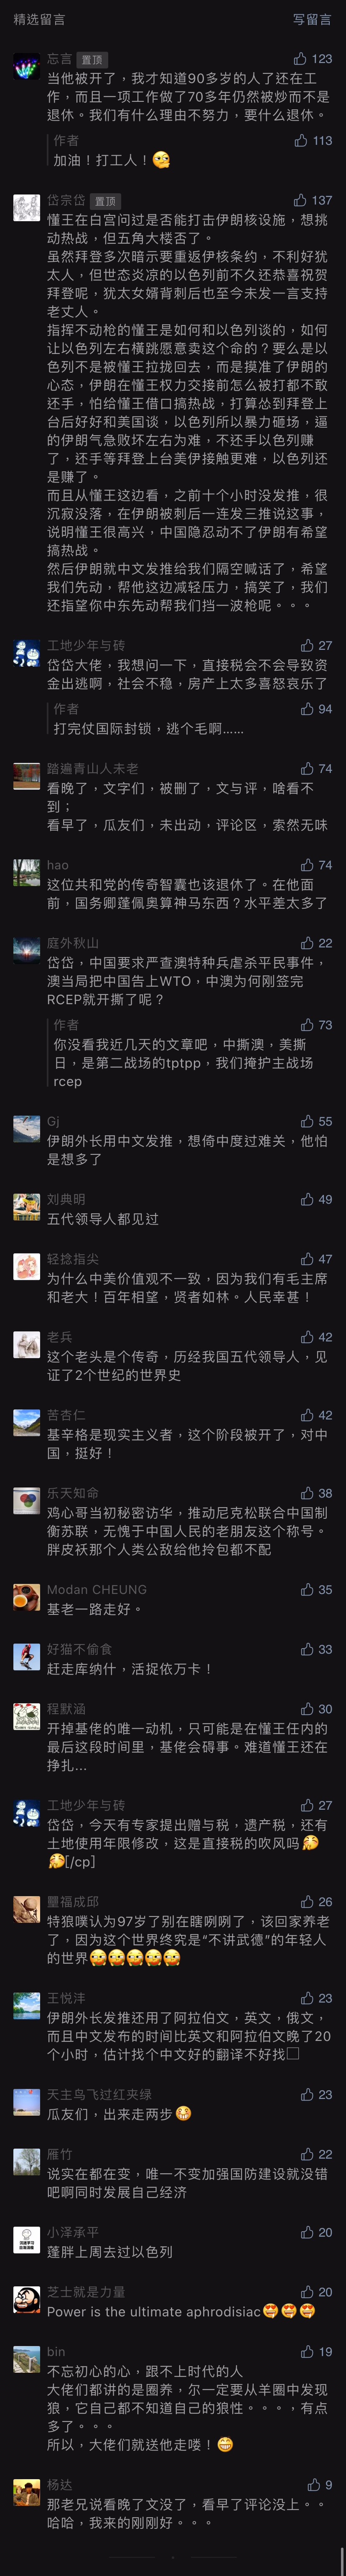 精选留言 写留言
忘言 置顶 123
当他被开了，我才知道90多岁的人了还在工
作，而且一项工作做了70多年仍然被炒而不是
退休。我们有什么理由不努力，要什么退休。
作者 113
加油！打工人！
岱宗岱 置顶 137
懂王在白宫问过是否能打击伊朗核设施，想挑
动热战，但五角大楼否了。
虽然拜登多次暗示要重返伊核条约，不利好犹
太人，但世态炎凉的以色列前不久还恭喜祝贺
拜登呢，犹太女婿背刺后也至今未发一言支持
老丈人。
指挥不动枪的懂王是如何和以色列谈的，如何
让以色列左右横跳愿意卖这个命的？要么是以
色列不是被懂王拉拢回去，而是摸准了伊朗的
心态，伊朗在懂王权力交接前怎么被打都不敢
还手，怕给懂王借口搞热战，打算怂到拜登上
台后好好和美国谈，以色列所以暴力砸场，逼
的伊朗气急败坏左右为难，不还手以色列赚
了，还手等拜登上台美伊接触更难，以色列还
是赚了。
而且从懂王这边看，之前十个小时没发推，很
沉寂没落，在伊朗被刺后一连发三推说这事，
说明懂王很高兴，中国隐忍动不了伊朗有希望
搞热战。
然后伊朗就中文发推给我们隔空喊话了，希望
我们先动，帮他这边减轻压力，搞笑了，我们
还指望你中东先动帮我们挡一波枪呢。。。
工地少年与砖 27
岱岱大佬，我想问一下，直接税会不会导致资
金出逃啊，社会不稳，房产上太多喜怒哀乐了
作者 94
打完仗国际封锁，逃个毛啊……
踏遍青山人未老 74
看晚了，文字们，被删了，文与评，啥看不
到；
看早了，瓜友们，未出动，评论区，索然无味
hao 74
这位共和党的传奇智囊也该退休了。在他面
前，国务卿蓬佩奥算神马东西？水平差太多了
庭外秋山 22
岱岱，中国要求严查澳特种兵虐杀平民事件，
澳当局把中国告上WTO，中澳为何刚签完
RCEP就开撕了呢？
作者 73
你没看我近几天的文章吧，中撕澳，美撕
日，是第二战场的tptpp，我们掩护主战场
rcep
Gj 55
伊朗外长用中文发推，想倚中度过难关，他怕
是想多了
刘典明 49
五代领导人都见过
轻捻指尖 47
为什么中美价值观不一致，因为我们有毛主席
和老大！百年相望，贤者如林。人民幸甚！
老兵 42
这个老头是个传奇，历经我国五代领导人，见
证了2个世纪的世界史
苦杏仁 42
基辛格是现实主义者，这个阶段被开了，对中
国，挺好！
乐天知命 38
鸡心哥当初秘密访华，推动尼克松联合中国制
衡苏联，无愧于中国人民的老朋友这个称号。
胖皮袄那个人类公敌给他拎包都不配
Modan CHEUNG 35
基老一路走好。
好猫不偷食 33
赶走库纳什，活捉依万卡！
程默涵 30
开掉基佬的唯一动机，只可能是在懂王任内的
最后这段时间里，基佬会碍事。难道懂王还在
挣扎…
工地少年与砖 27
岱岱，今天有专家提出赠与税，遗产税，还有
土地使用年限修改，这是直接税的吹风吗
[/cp]
璽福成邱 26
特狼噗认为97岁了别在瞎咧咧了，该回家养老
了，因为这个世界终究是“不讲武德”的年轻人
的世界
王悦沣 23
伊朗外长发推还用了阿拉伯文，英文，俄文，
而且中文发布的时间比英文和阿拉伯文晚了20
个小时，估计找个中文好的翻译不好找
天主鸟飞过红夹绿 23
瓜友们，出来走两步
雁竹 22
说实在都在变，唯一不变加强国防建设就没错
吧啊同时发展自己经济
小泽承平 20
蓬胖上周去过以色列
芝士就是力量 20
Power is the ultimate aphrodisiac
bin 19
不忘初心的心，跟不上时代的人
大佬们都讲的是圈养，尔一定要从羊圈中发现
狼，它自己都不知道自己的狼性。。。，有点
多了。。。
所以，大佬们就送他走喽！
杨达 9
那老兄说看晚了文没了，看早了评论没上。。
哈哈，我来的刚刚好。。。